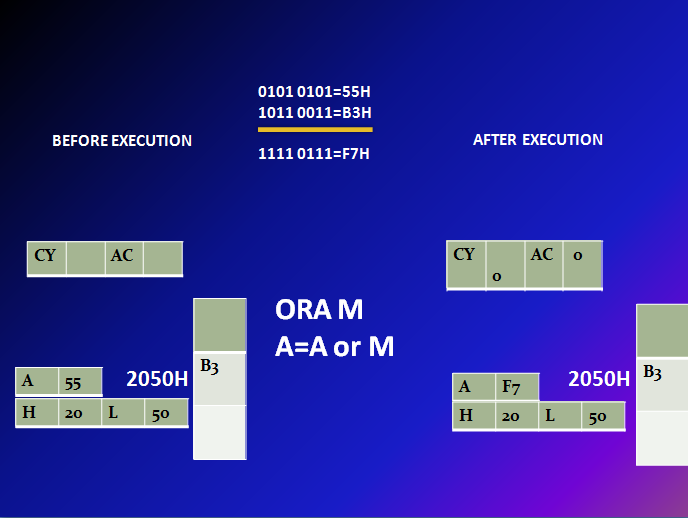 0101 0101=55H
1011 0011=B3H
1111 0111=F7H
BEFORE EXECUTION
AFTER EXECUTION
CY AC
CY 0 AC 0
ORA M
A=A or M
B3
A 55
2050H
H 20 L 50
B3
A F7
2050H
H 20 L 50